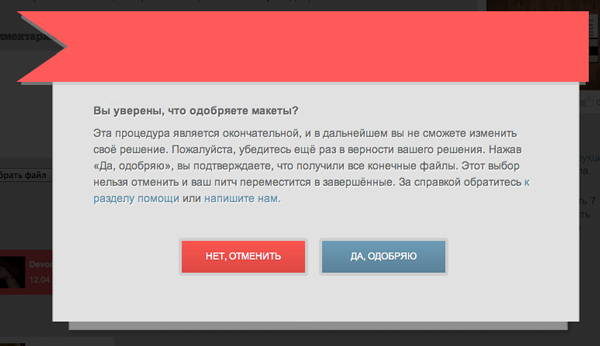 Вы уверены, что одобряете макеты?
Эта процедура является окончательной, и в дальнейшем вы не сможете изменить
своё решение. Пожалуйста, убедитесь ещё раз в верности вашего решения. Нажав
«Да, одобряю», вы подтверждаете, что получили все конечные файлы. Этот выбор
нельзя отменить и ваш питч переместится в завершённые. За справкой обратитесь к
разделу помощи или напишите нам.
НЕТ, ОТМЕНИТЬ
ДА, ОДОБРЯЮ
брать файл
12.04
7